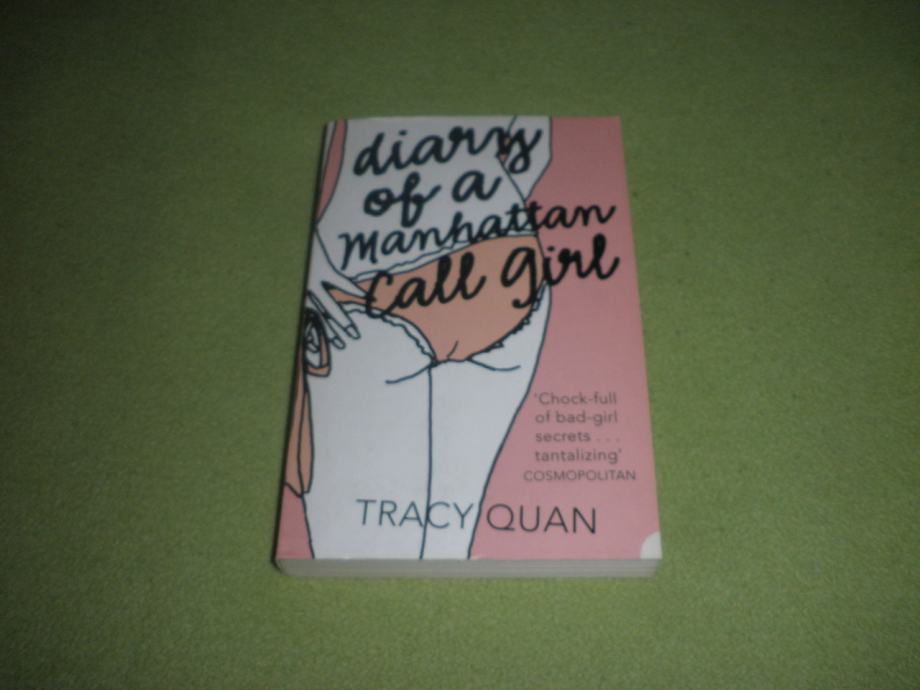 diary
of a
Manhattan
Call girl
'Chock-full
of bad-girl
secrets . . .
tantalizing'
COSMOPOLITAN
TRACY QUAN